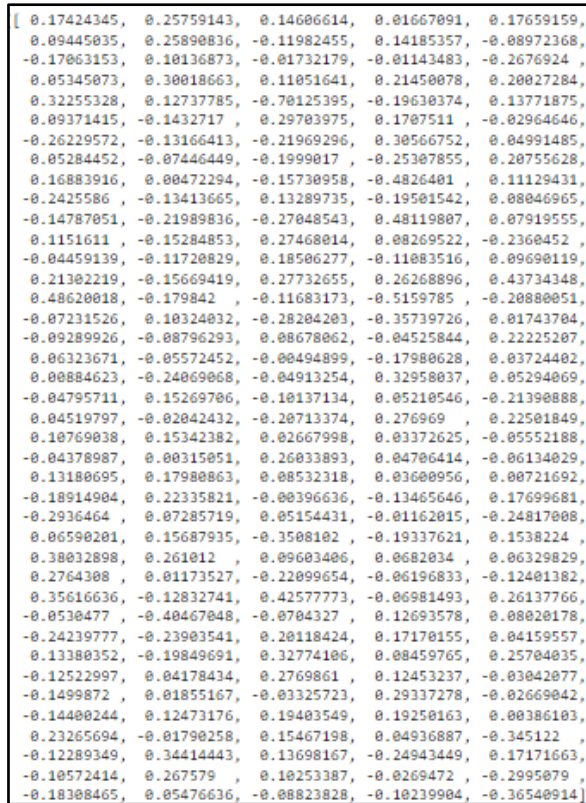 [ 0.17424345, 0.25759143, 0.14606614, 0.01667091, 0.17659159,
0.09445035, 0.25890836, -0.11982455, 0.14185357, -0.08972368,
-0.17063153, 0.10136873, -0.01732179, -0.01143483, -0.2676924 ,
0.05345073, 0.30018663, 0.11051641, 0.21450078, 0.20027284,
0.32255328, 0.12737785, -0.70125395, -0.19630374, 0.13771875,
0.09371415, -0.1432717 , 0.29703975, 0.1707511 , -0.02964646,
-0.26229572, -0.13166413, -0.21969296, 0.30566752, 0.04991485,
0.05284452, -0.07446449, -0.1999017 , -0.25307855, 0.20755628,
0.16883916, 0.00472294, -0.15730958, -0.4826401 , 0.11129431,
-0.2425586 , -0.13413665, 0.13289735, -0.19501542, 0.08046965,
-0.14787051, -0.21989836, -0.27048543, 0.48119807, 0.07919555,
0.1151611 , -0.15284853, 0.27468014, 0.08269522, -0.2360452 ,
-0.04459139, -0.11720829, 0.18506277, -0.11083516, 0.09690119,
0.21302219, -0.15669419, 0.27732655, 0.26268896, 0.43734348,
0.48620018, -0.179842 , -0.11683173, -0.5159785 , -0.20880051,
-0.07231526, 0.10324032, -0.28204203, -0.35739726, 0.01743704,
-0.09289926, -0.08796293, 0.08678062, -0.04525844, 0.22225207,
0.06323671, -0.05572452, -0.00494899, -0.17980628, 0.03724402,
0.00884623, -0.24069068, -0.04913254, 0.32958037, 0.05294069,
-0.04795711, 0.15269706, -0.10137134, 0.05210546, -0.21390888,
0.04519797, -0.02042432, -0.20713374, 0.276969 , 0.22501849,
0.10769038, 0.15342382, 0.02667998, 0.03372625, -0.05552188,
-0.04378987, 0.00315051, 0.26033893, 0.04706414, -0.06134029,
0.13180695, 0.17980863, 0.08532318, 0.03600956, 0.00721692,
-0.18914904, 0.22335821, -0.00396636, -0.13465646, 0.17699681,
-0.2936464 , 0.07285719, 0.05154431, -0.01162015, -0.24817008,
0.06590201, 0.15687935, -0.3508102 , -0.19337621, 0.1538224 ,
0.38032898, 0.261012 , 0.09603406, 0.0682034 , 0.06329829,
0.2764308 , 0.01173527, -0.22099654, -0.06196833, -0.12401382,
0.35616636, -0.12832741, 0.42577773, -0.06981493, 0.26137766,
-0.0530477 , -0.40467048, -0.0704327 , 0.12693578, 0.08020178,
-0.24239777, -0.23903541, 0.20118424, 0.17170155, 0.04159557,
0.13380352, -0.19849691, 0.32774106, 0.08459765, 0.25704035,
-0.12522997, 0.04178434, 0.2769861 , 0.12453237, -0.03042077,
-0.1499872 , 0.01855167, -0.03325723, 0.29337278, -0.02669042,
-0.14400244, 0.12473176, 0.19403549, 0.19250163, 0.00386103,
0.23265694, -0.01790258, 0.15467198, 0.04936887, -0.345122 ,
-0.12289349, 0.34414443, 0.13698167, -0.24943449, 0.17171663,
-0.10572414, 0.267579 , 0.10253387, -0.0269472 , -0.2995079 ,
-0.18308465, 0.05476636, -0.08823828, -0.10239904, -0.36540914]